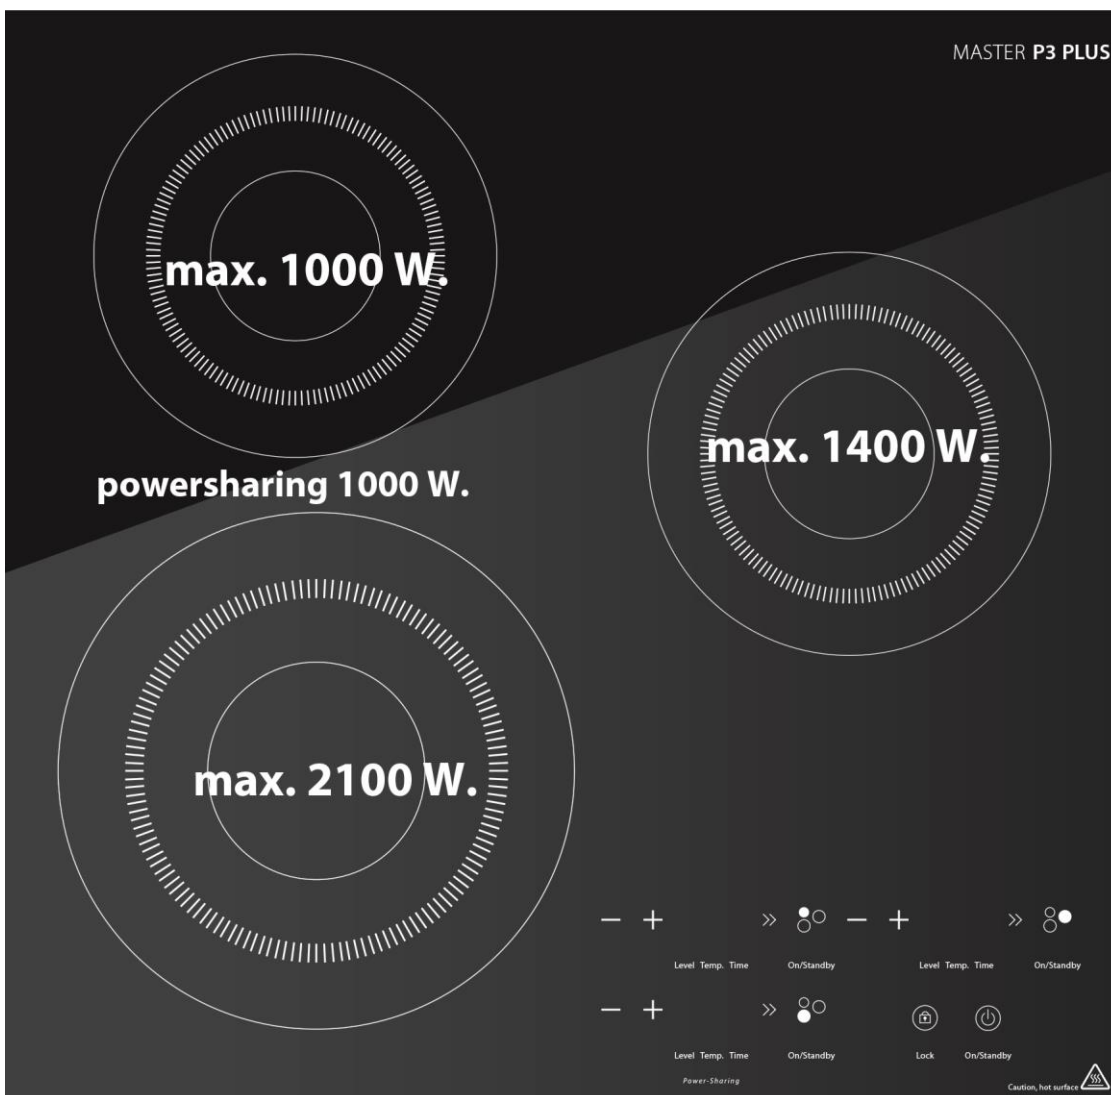 MASTER P3 PLUS
max. 1000 W.
max. 1400 W.
powersharing 1000 W.
max. 2100 W.
Level Temp. Time On/Standby
Level Temp. Time On/Standby
Level Temp. Time On/Standby
Lock On/Standby
Power-Sharing
Caution, hot surface